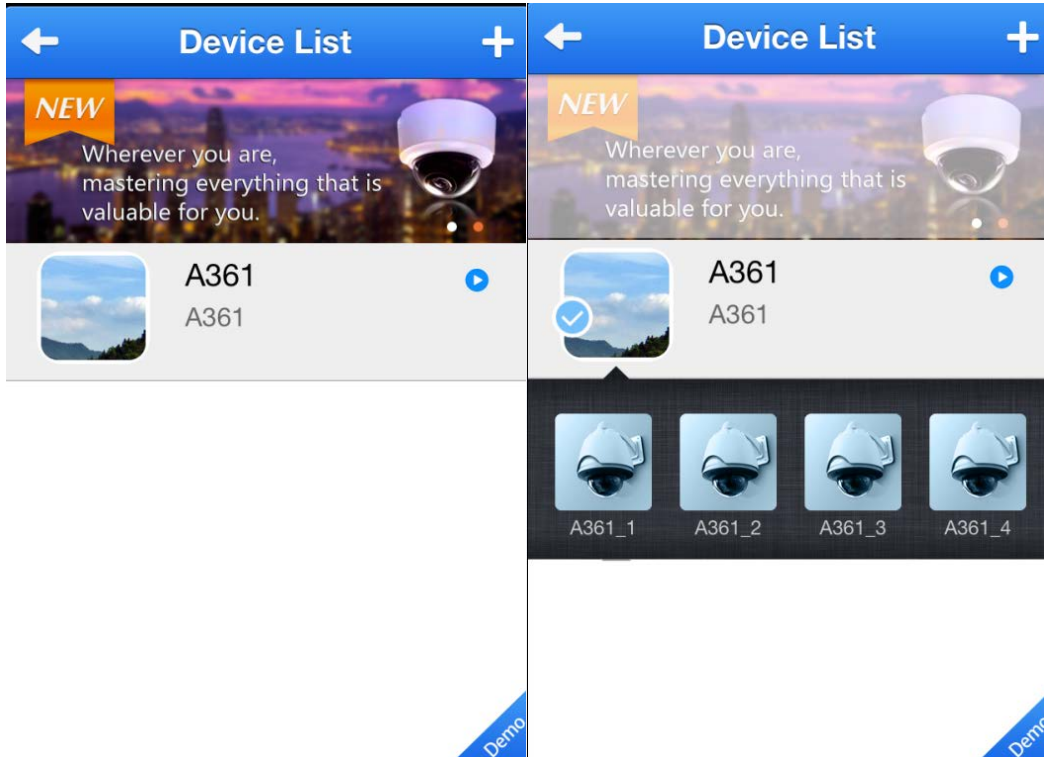 Device List
NEW
Wherever you are,
mastering everything that is
valuable for you.
A361
A361
Demo
Device List
NEW
Wherever you are,
mastering everything that is
valuable for you.
A361
A361
A361_1 A361_2 A361_3 A361_4
Demo